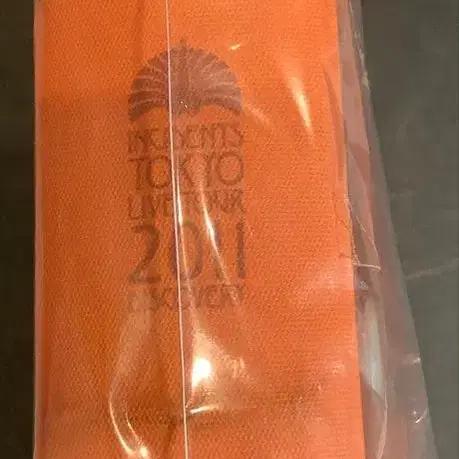 INCIDENTS
TOKYO
LIVE TOUR
2011
DISCOVERY